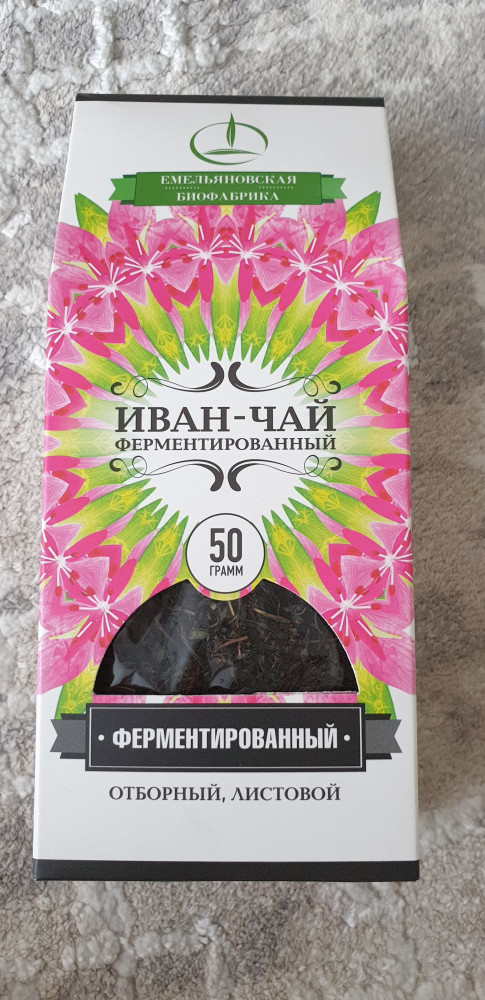 ЕМЕЛЬЯНОВСКАЯ
БИОФАБРИКА
ИВАН-ЧАЙ
ФЕРМЕНТИРОВАННЫЙ
50
ГРАММ
• ФЕРМЕНТИРОВАННЫЙ •
ОТБОРНЫЙ, ЛИСТОВОЙ